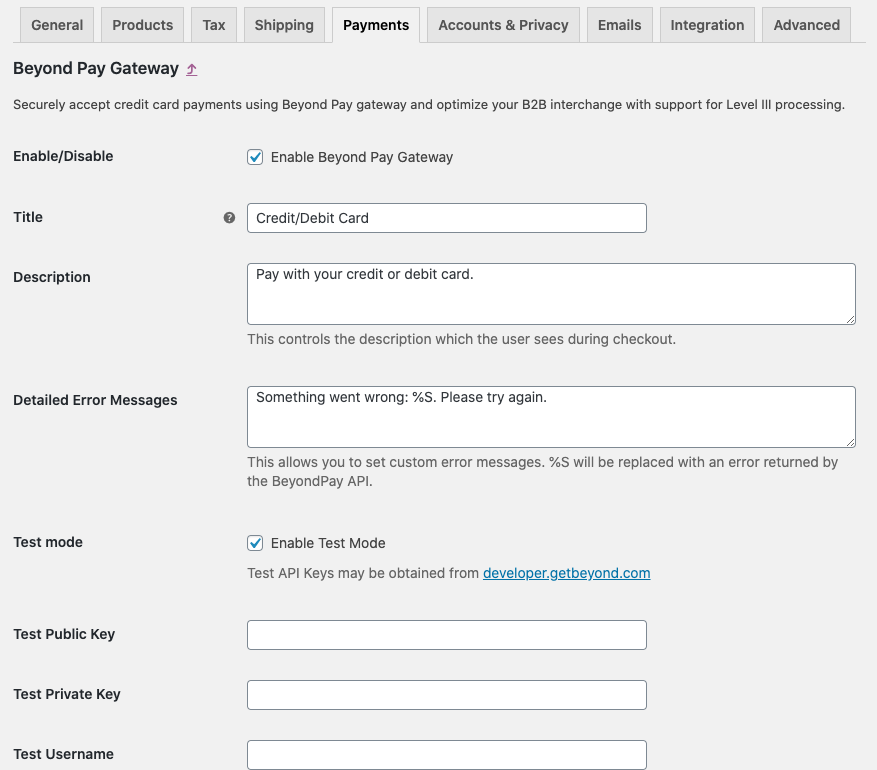 General Products Tax Shipping Payments Accounts & Privacy Emails Integration Advanced
Beyond Pay Gateway ⤴
Securely accept credit card payments using Beyond Pay gateway and optimize your B2B interchange with support for Level III processing.
Enable/Disable Enable Beyond Pay Gateway
Title ? Credit/Debit Card
Description Pay with your credit or debit card.
This controls the description which the user sees during checkout.
Detailed Error Messages Something went wrong: %S. Please try again.
This allows you to set custom error messages. %S will be replaced with an error returned by
the BeyondPay API.
Test mode Enable Test Mode
Test API Keys may be obtained from developer.getbeyond.com
Test Public Key
Test Private Key
Test Username